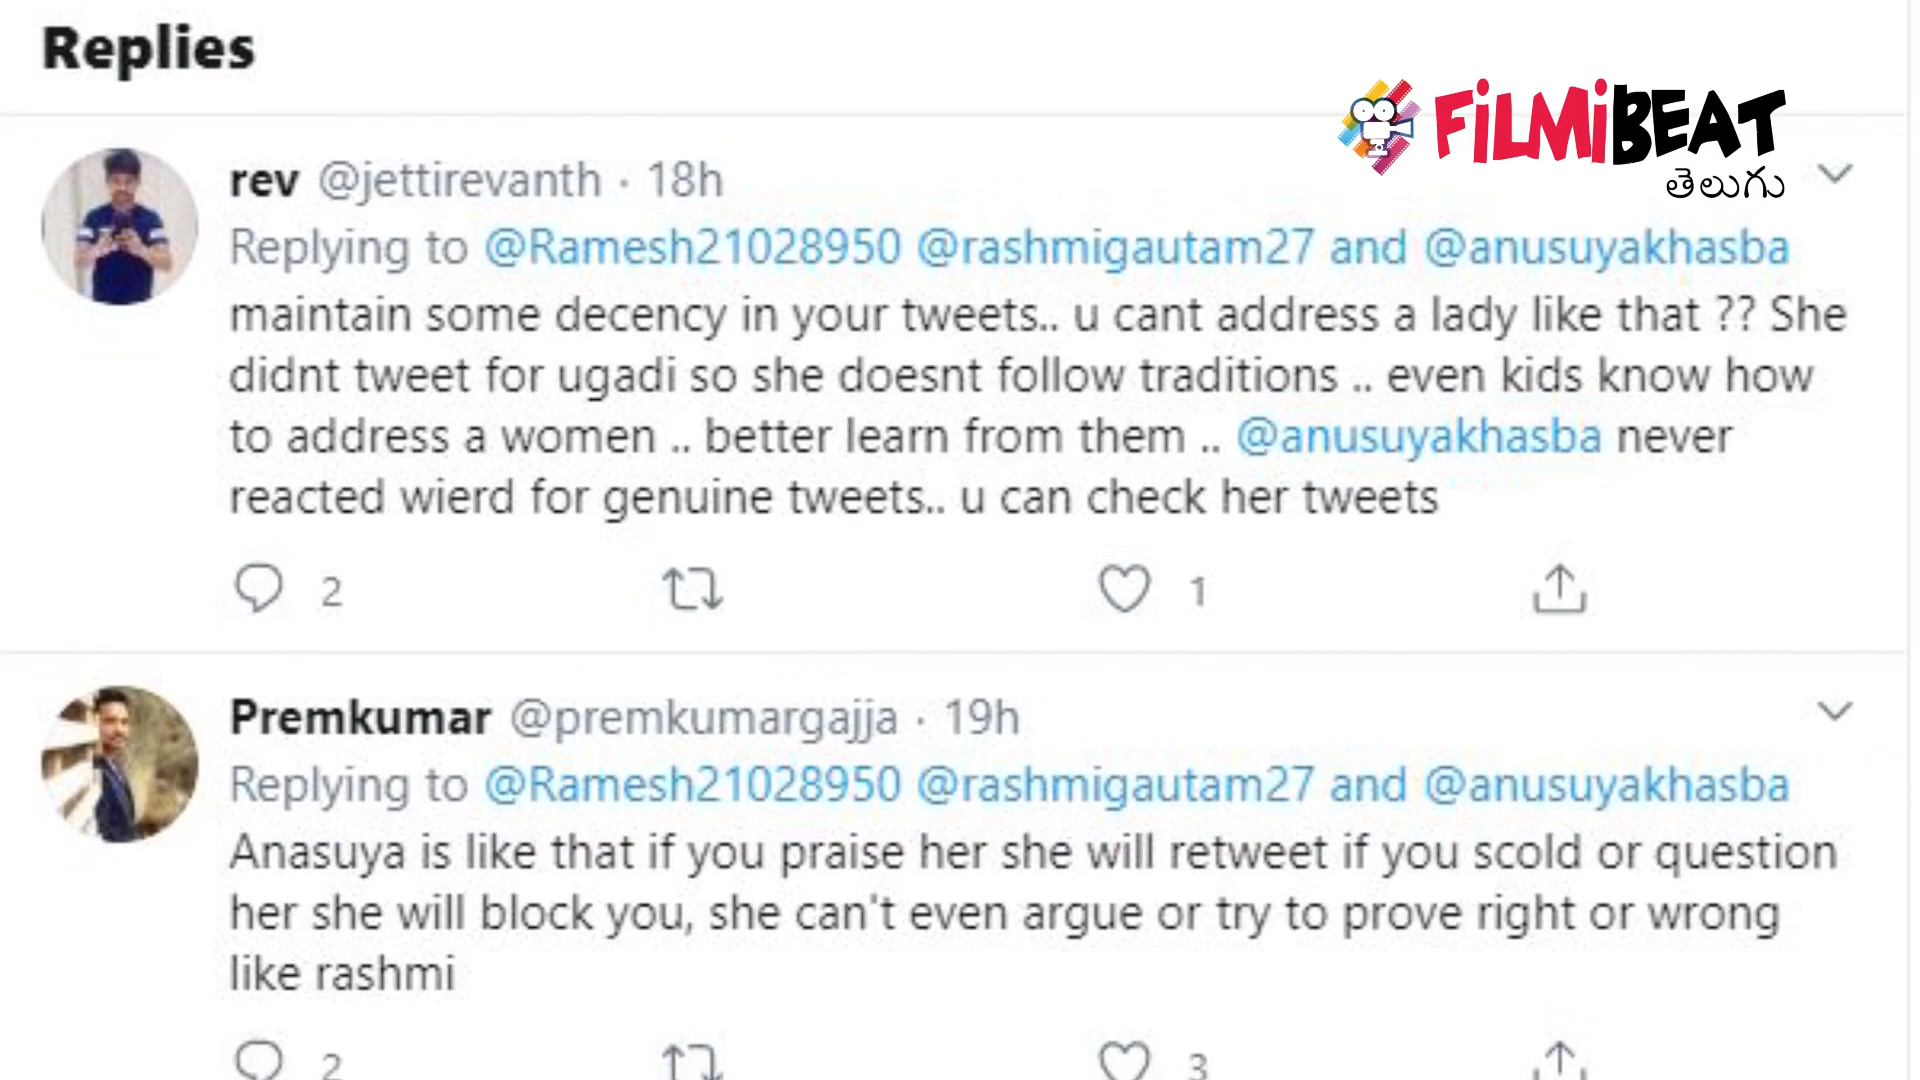 Replies
FiLMiBEAT
తెలుగు
rev @jettirevanth · 18h
Replying to @Ramesh21028950 @rashmigautam27 and @anusuyakhasba
maintain some decency in your tweets.. u cant address a lady like that ?? She
didnt tweet for ugadi so she doesnt follow traditions .. even kids know how
to address a women .. better learn from them .. @anusuyakhasba never
reacted wierd for genuine tweets.. u can check her tweets
2 1
Premkumar @premkumargajja · 19h
Replying to @Ramesh21028950 @rashmigautam27 and @anusuyakhasba
Anasuya is like that if you praise her she will retweet if you scold or question
her she will block you, she can't even argue or try to prove right or wrong
like rashmi
2 3